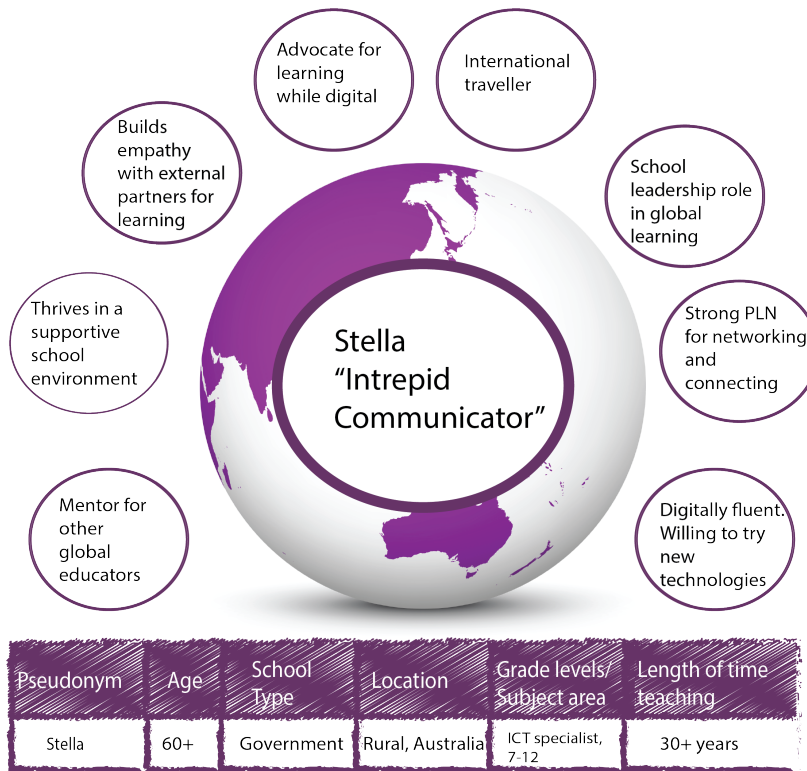 Advocate for
learning
while digital
International
traveller
Builds
empathy
with external
partners for
learning
School
leadership role
in global
learning
Thrives in a
supportive
school
environment
Strong PLN
for networking
and
connecting
Stella
“Intrepid
Communicator”
Mentor for
other
global
educators
Digitally fluent.
Willing to try
new
technologies
Pseudonym
Age
School
Type
Location
Grade levels/
Subject area
Length of time
teaching
Stella
60+
Government
Rural, Australia
ICT specialist,
7-12
30+ years